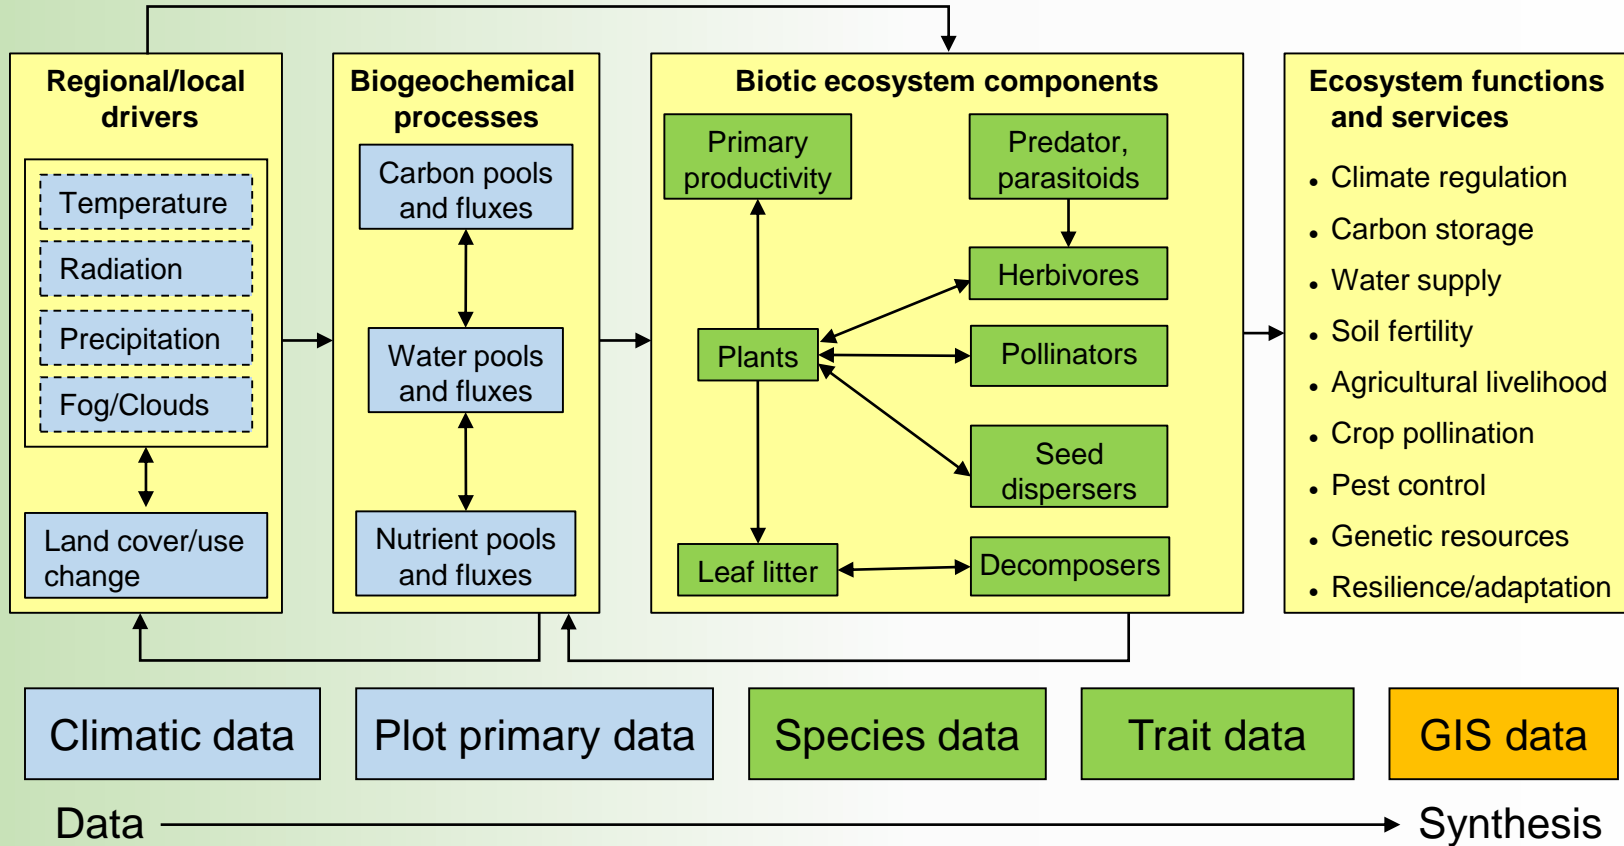 Regional/local
drivers
Temperature
Radiation
Precipitation
Fog/Clouds
Land cover/use
change
Biogeochemical
processes
Carbon pools
and fluxes
Water pools
and fluxes
Nutrient pools
and fluxes
Biotic ecosystem components
Primary
productivity
Predator,
parasitoids
Herbivores
Plants
Pollinators
Seed
dispersers
Leaf litter
Decomposers
Ecosystem functions
and services
• Climate regulation
• Carbon storage
• Water supply
• Soil fertility
• Agricultural livelihood
• Crop pollination
• Pest control
• Genetic resources
• Resilience/adaptation
Climatic data
Plot primary data
Species data
Trait data
GIS data
Data
Synthesis